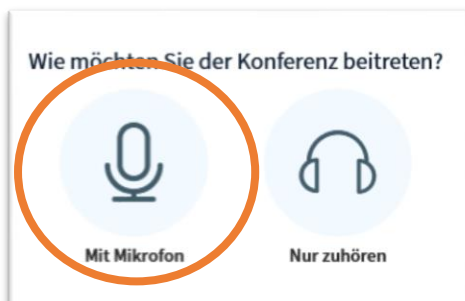 Wie möchten Sie der Konferenz beitreten?
Mit Mikrofon
Nur zuhören